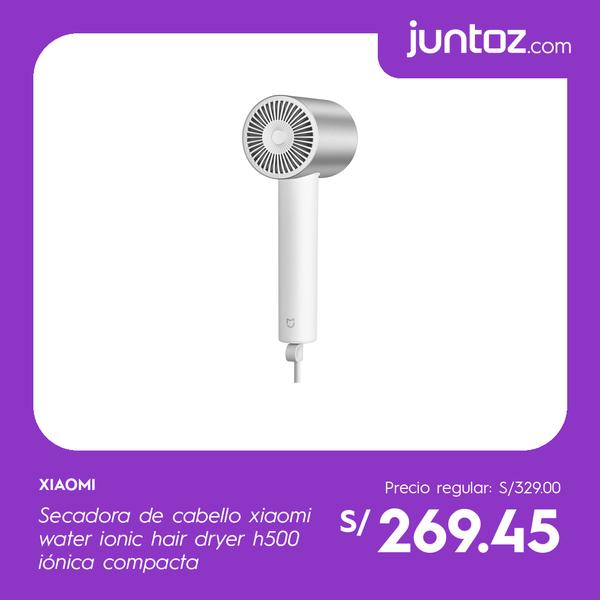 juntoz.com
XIAOMI
Secadora de cabello xiaomi
water ionic hair dryer h500
iónica compacta
Precio regular: S/329.00
S/269.45